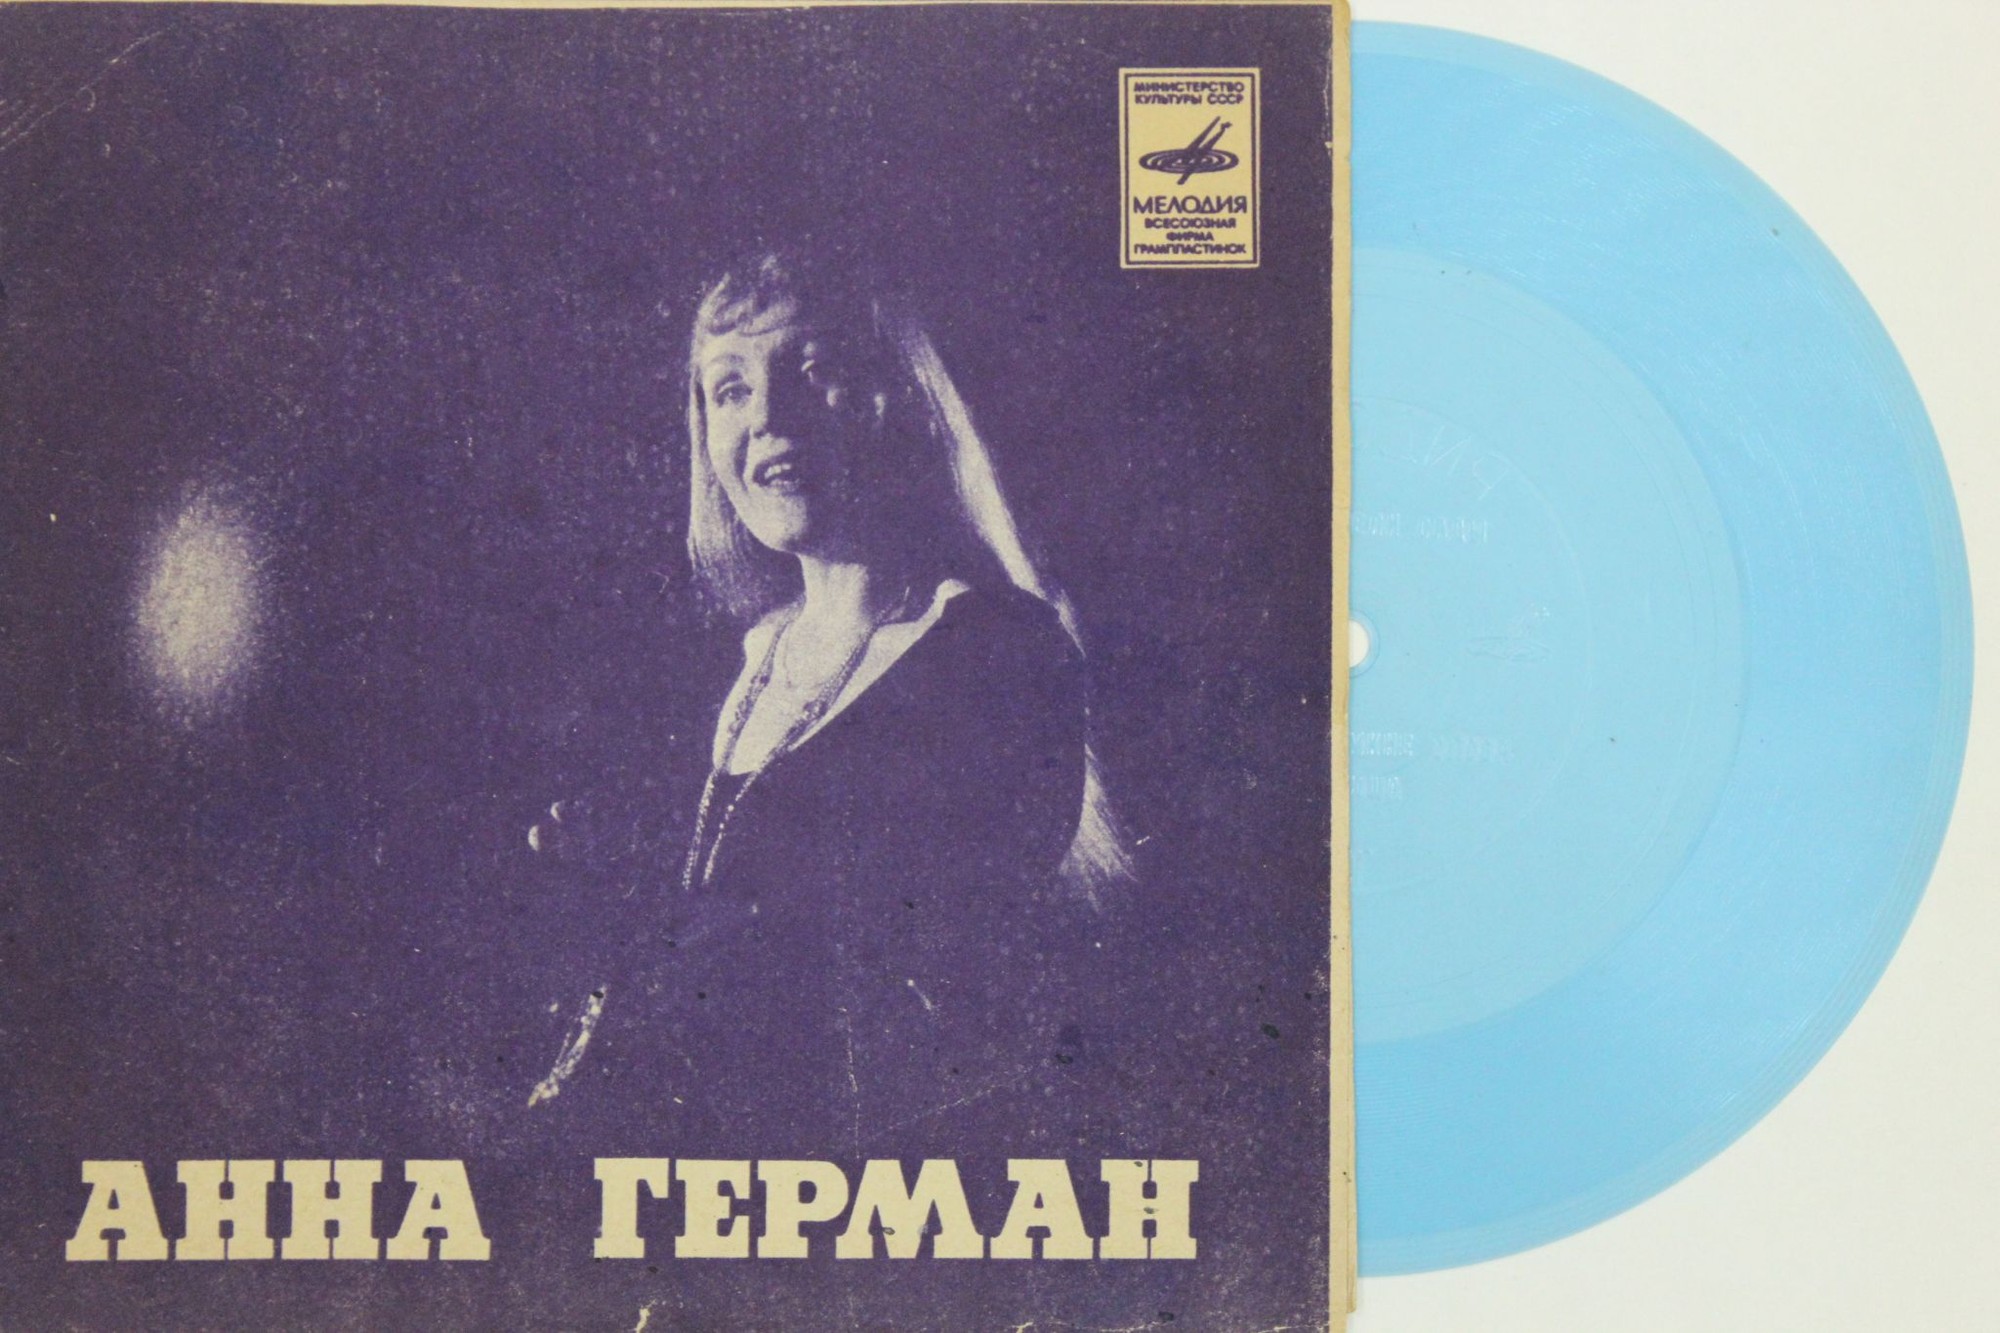 МИНИСТЕРСТВО
КУЛЬТУРЫ СССР
МЕЛОДИЯ
ВСЕСОЮЗНАЯ
ФИРМА
ГРАМПЛАСТИНОК
АННА ГЕРМАН